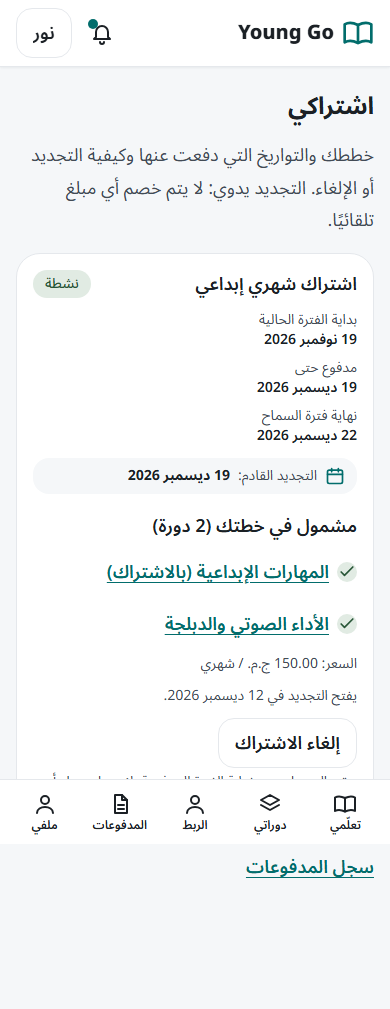 Young Go
نور
اشتراكي
خططك والتواريخ التي دفعت عنها وكيفية التجديد
أو الإلغاء. التجديد يدوي: لا يتم خصم أي مبلغ
تلقائيًا.
اشتراك شهري إبداعي
نشطة
بداية الفترة الحالية
19 نوفمبر 2026
مدفوع حتى
19 ديسمبر 2026
نهاية فترة السماح
22 ديسمبر 2026
التجديد القادم: 19 ديسمبر 2026
مشمول في خطتك (2 دورة)
المهارات الإبداعية (بالاشتراك)
الأداء الصوتي والدبلجة
السعر: 150.00 ج.م. / شهري
يفتح التجديد في 12 ديسمبر 2026.
إلغاء الاشتراك
تعلّمي
دوراتي
الربط
المدفوعات
ملفي
سجل المدفوعات